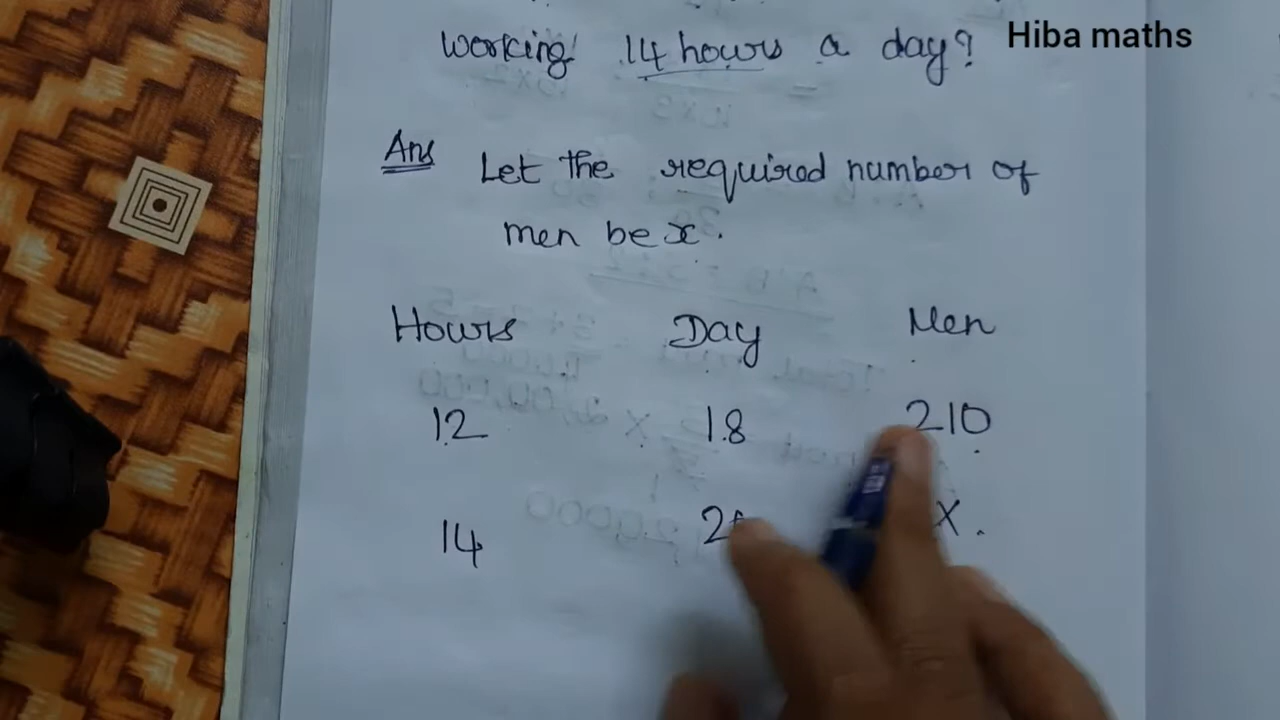 working 14 hours a day?
Hiba maths
Ans Let the required number of
men be x.
Hours Day Men
12 18 210
14 x.